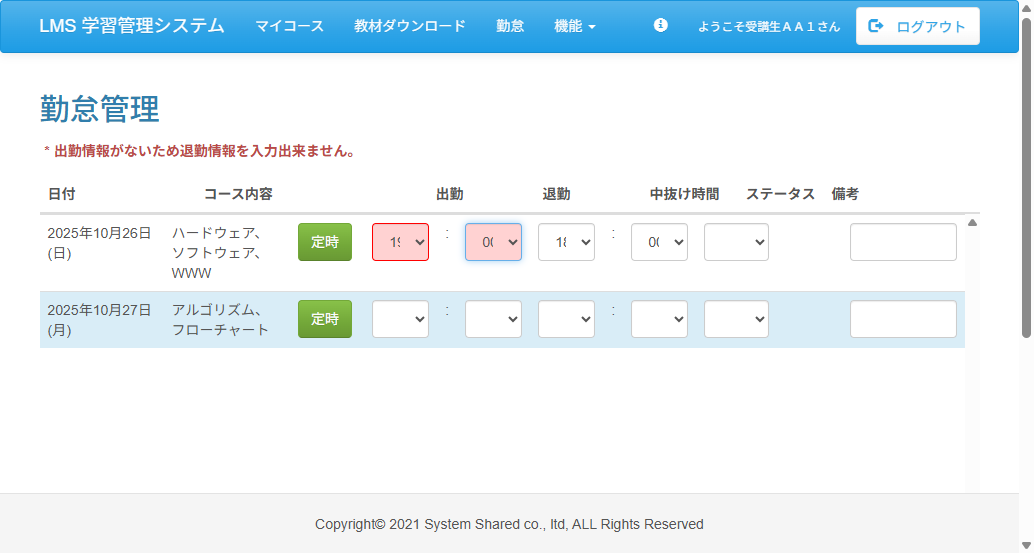 LMS 学習管理システム マイコース 教材ダウンロード 勤怠 機能 ようこそ受講生ＡＡ１さん ログアウト
勤怠管理
* 出勤情報がないため退勤情報を入力出来ません。
日付 コース内容 出勤 退勤 中抜け時間 ステータス 備考
2025年10月26日 ハードウェア、 定時 : 18 : 00
(日) ソフトウェア、
WWW
2025年10月27日 アルゴリズム、 定時 : :
(月) フローチャート
Copyright© 2021 System Shared co., ltd, ALL Rights Reserved